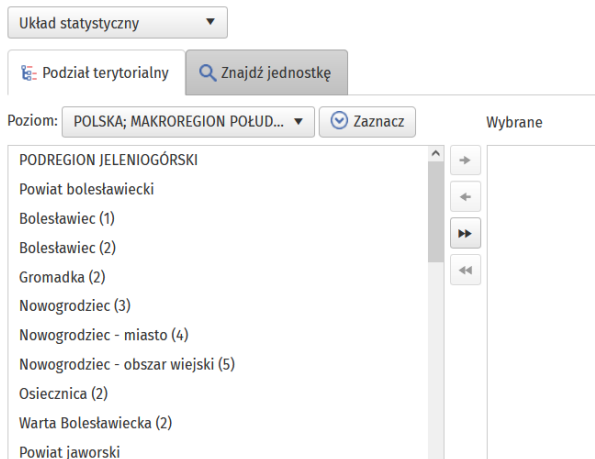 Układ statystyczny
Podział terytorialny
Znajdź jednostkę
Poziom: POLSKA; MAKROREGION POŁUD... Zaznacz
Wybrane
PODREGION JELENIOGÓRSKI
Powiat bolesławiecki
Bolesławiec (1)
Bolesławiec (2)
Gromadka (2)
Nowogrodziec (3)
Nowogrodziec - miasto (4)
Nowogrodziec - obszar wiejski (5)
Osiecznica (2)
Warta Bolesławiecka (2)
Powiat jaworski